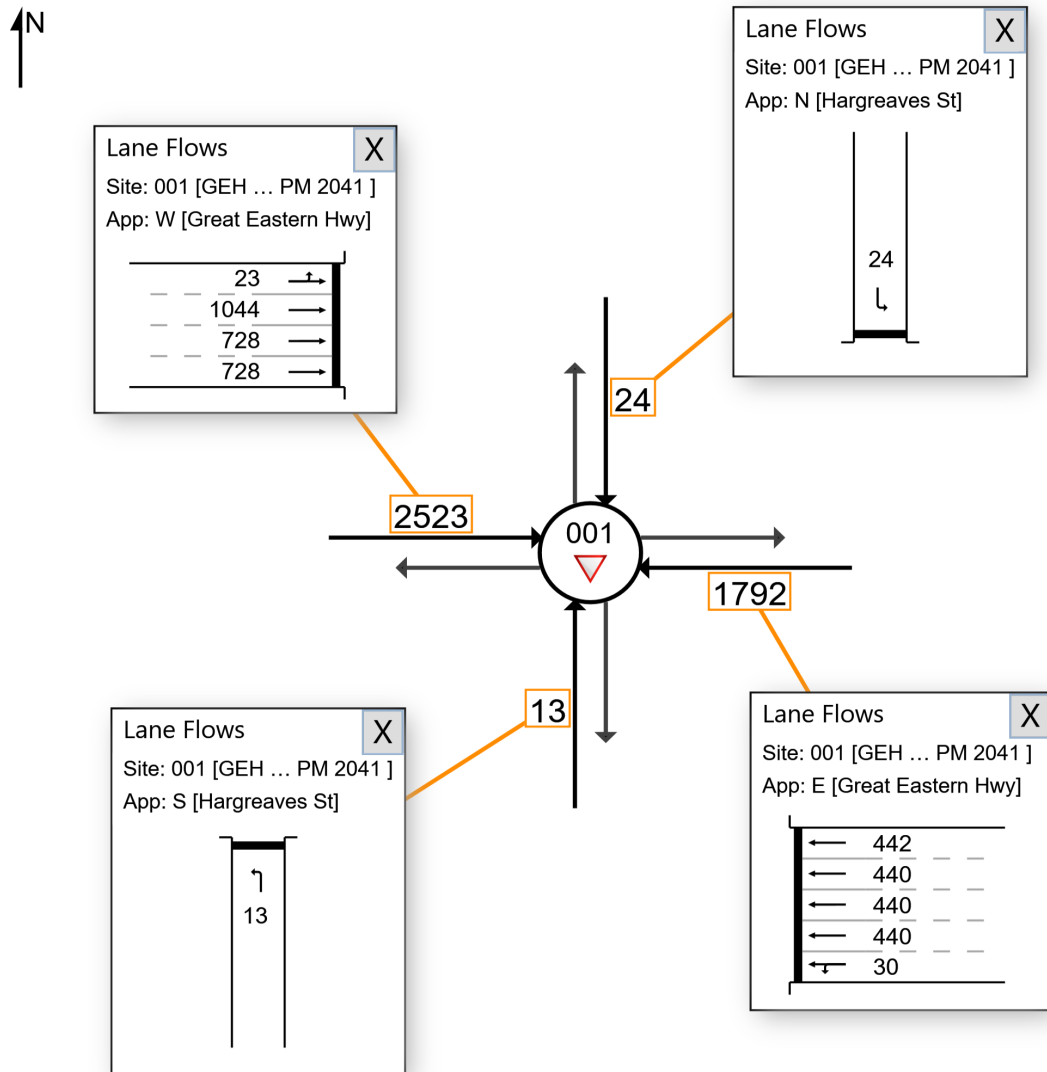 N
Lane Flows X
Site: 001 [GEH ... PM 2041 ]
App: N [Hargreaves St]
24
Lane Flows X
Site: 001 [GEH ... PM 2041 ]
App: W [Great Eastern Hwy]
23
1044
728
728
24
2523
001
1792
13
Lane Flows X
Site: 001 [GEH ... PM 2041 ]
App: S [Hargreaves St]
13
Lane Flows X
Site: 001 [GEH ... PM 2041 ]
App: E [Great Eastern Hwy]
442
440
440
440
30